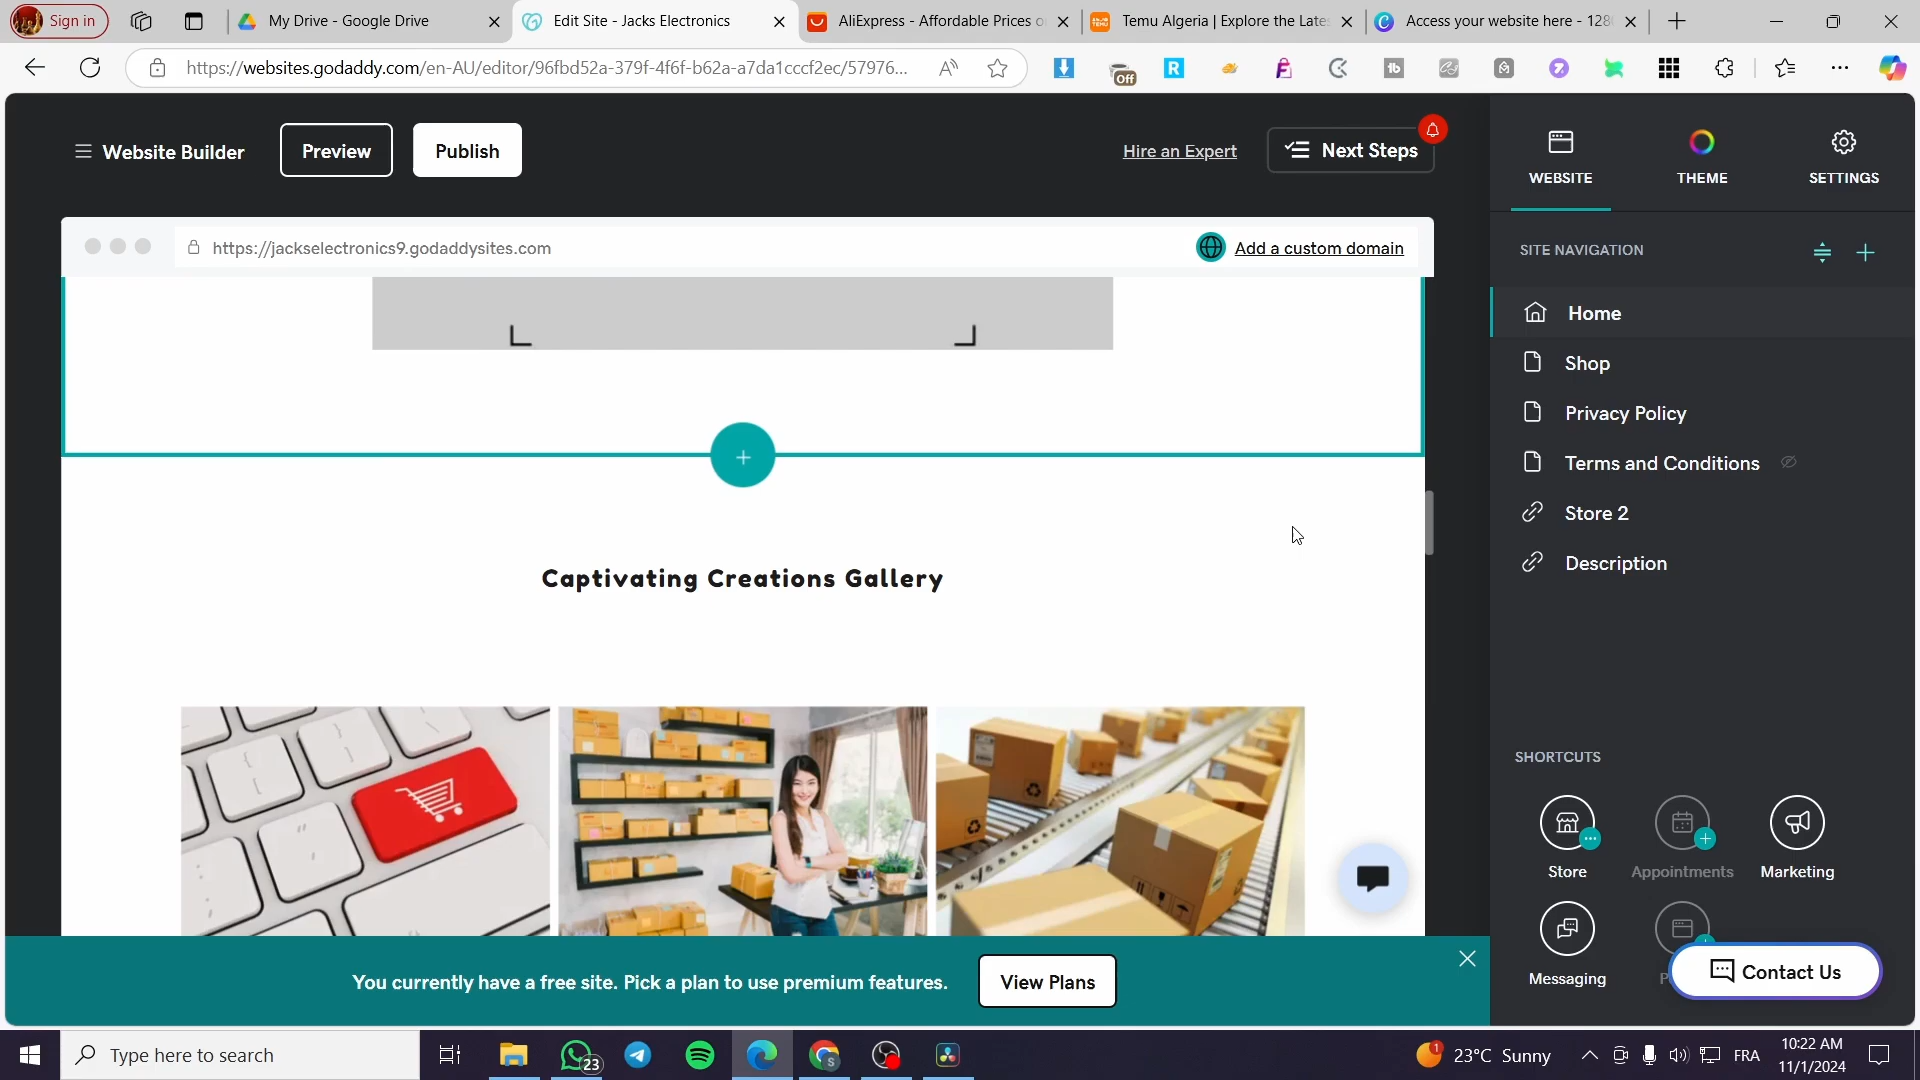 Sign in
My Drive - Google Drive
Edit Site - Jacks Electronics
AliExpress - Affordable Prices o
Temu Algeria | Explore the Late
Access your website here - 128
https://websites.godaddy.com/en-AU/editor/96fbd52a-379f-4f6f-b62a-a7da1cccf2ec/57976...
Off
Website Builder
Preview
Publish
Hire an Expert
Next Steps
WEBSITE
THEME
SETTINGS
https://jackselectronics9.godaddysites.com
Add a custom domain
SITE NAVIGATION
Home
Shop
Privacy Policy
Terms and Conditions
Store 2
Description
Captivating Creations Gallery
SHORTCUTS
Store
Appointments
Marketing
Messaging
Contact Us
You currently have a free site. Pick a plan to use premium features.
View Plans
Type here to search
23
1
23°C Sunny
FRA
10:22 AM
11/1/2024